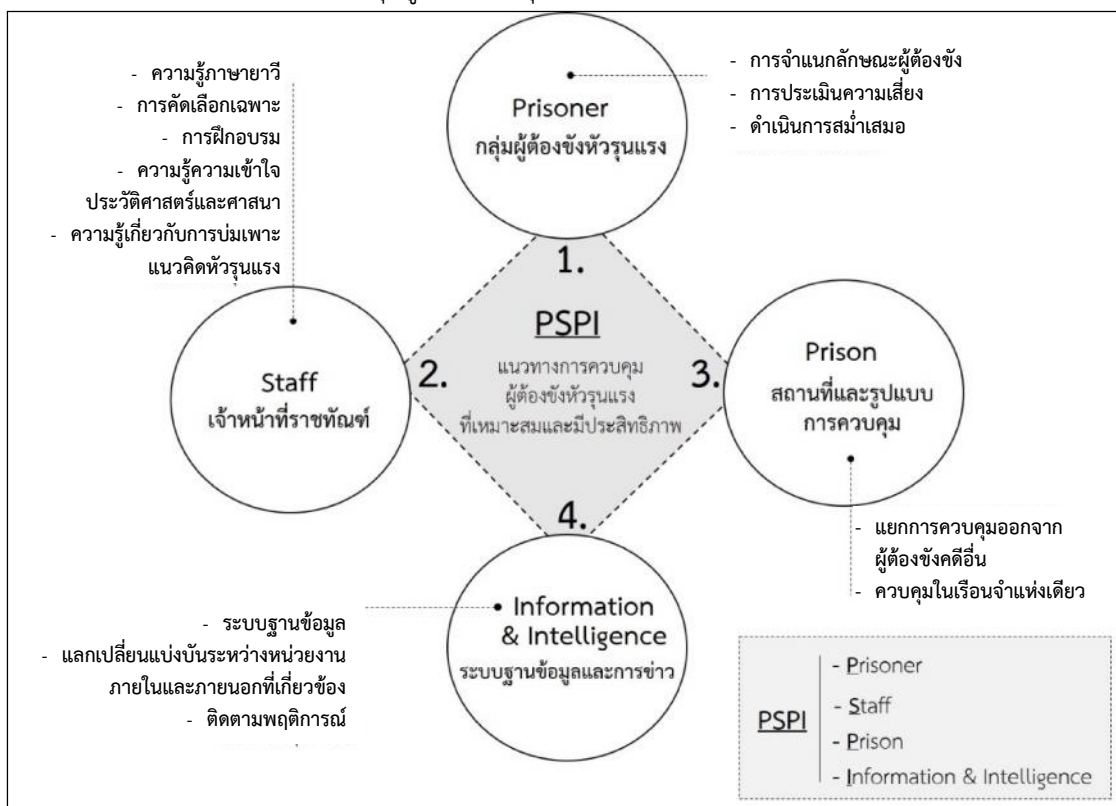 - ความรู้ภาษายาวี
- การคัดเลือกเฉพาะ
- การฝึกอบรม
- ความรู้ความเข้าใจ
ประวัติศาสตร์และศาสนา
- ความรู้เกี่ยวกับการบ่มเพาะ
แนวคิดหัวรุนแรง
Prisoner
กลุ่มผู้ต้องขังหัวรุนแรง
- การจำแนกลักษณะผู้ต้องขัง
- การประเมินความเสี่ยง
- ดำเนินการสม่ำเสมอ
1.
PSPI
แนวทางการควบคุม
ผู้ต้องขังหัวรุนแรง
ที่เหมาะสมและมีประสิทธิภาพ
2.
Staff
เจ้าหน้าที่ราชทัณฑ์
3.
Prison
สถานที่และรูปแบบ
การควบคุม
- แยกการควบคุมออกจาก
ผู้ต้องขังคดีอื่น
- ควบคุมในเรือนจำแห่งเดียว
4.
Information
& Intelligence
ระบบฐานข้อมูลและการข่าว
- ระบบฐานข้อมูล
- แลกเปลี่ยนแบ่งบันระหว่างหน่วยงาน
ภายในและภายนอกที่เกี่ยวข้อง
- ติดตามพฤติการณ์
PSPI
- Prisoner
- Staff
- Prison
- Information & Intelligence